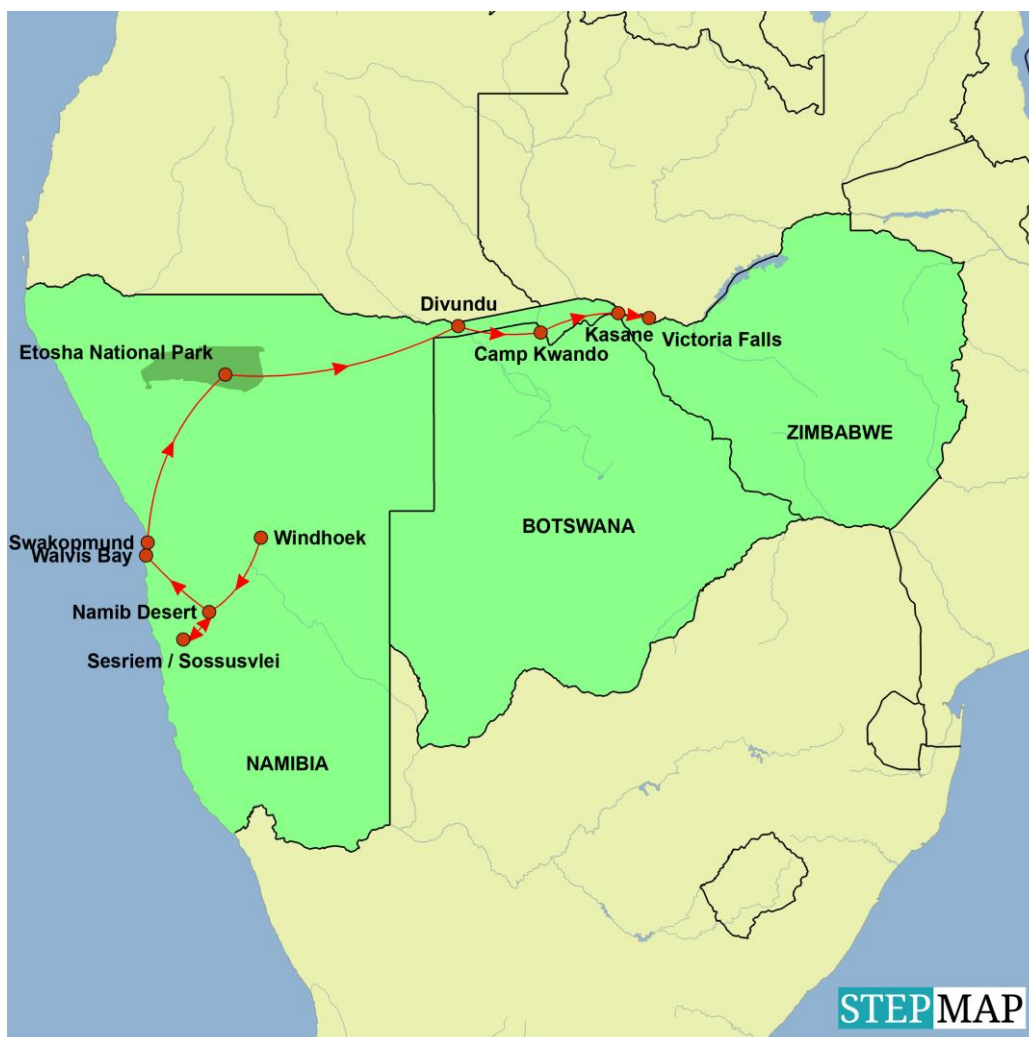 Divundu
Etosha National Park
Kasane
Victoria Falls
Camp Kwando
ZIMBABWE
BOTSWANA
Swakopmund
Windhoek
Walvis Bay
Namib Desert
Sesriem / Sossusvlei
NAMIBIA
STEPMAP